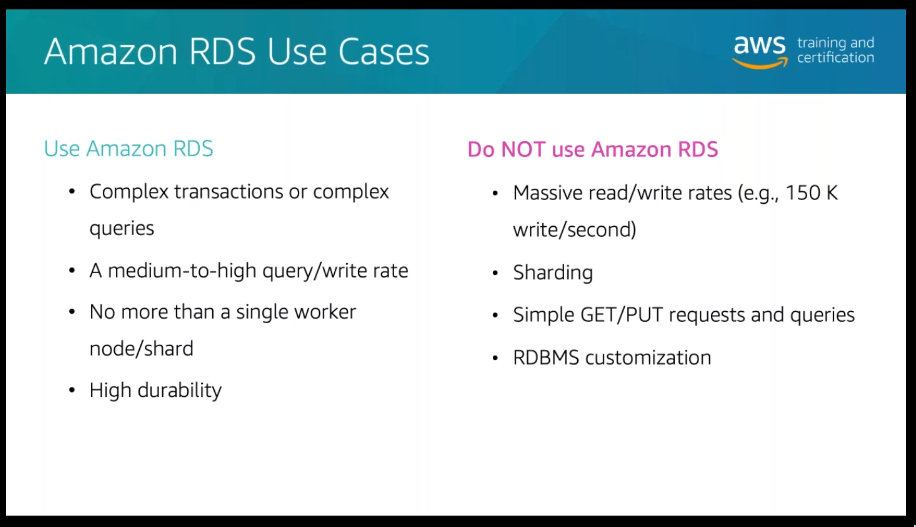 Amazon RDS Use Cases
aws training and
certification
Use Amazon RDS
• Complex transactions or complex
queries
• A medium-to-high query/write rate
• No more than a single worker
node/shard
• High durability
Do NOT use Amazon RDS
• Massive read/write rates (e.g., 150 K
write/second)
• Sharding
• Simple GET/PUT requests and queries
• RDBMS customization